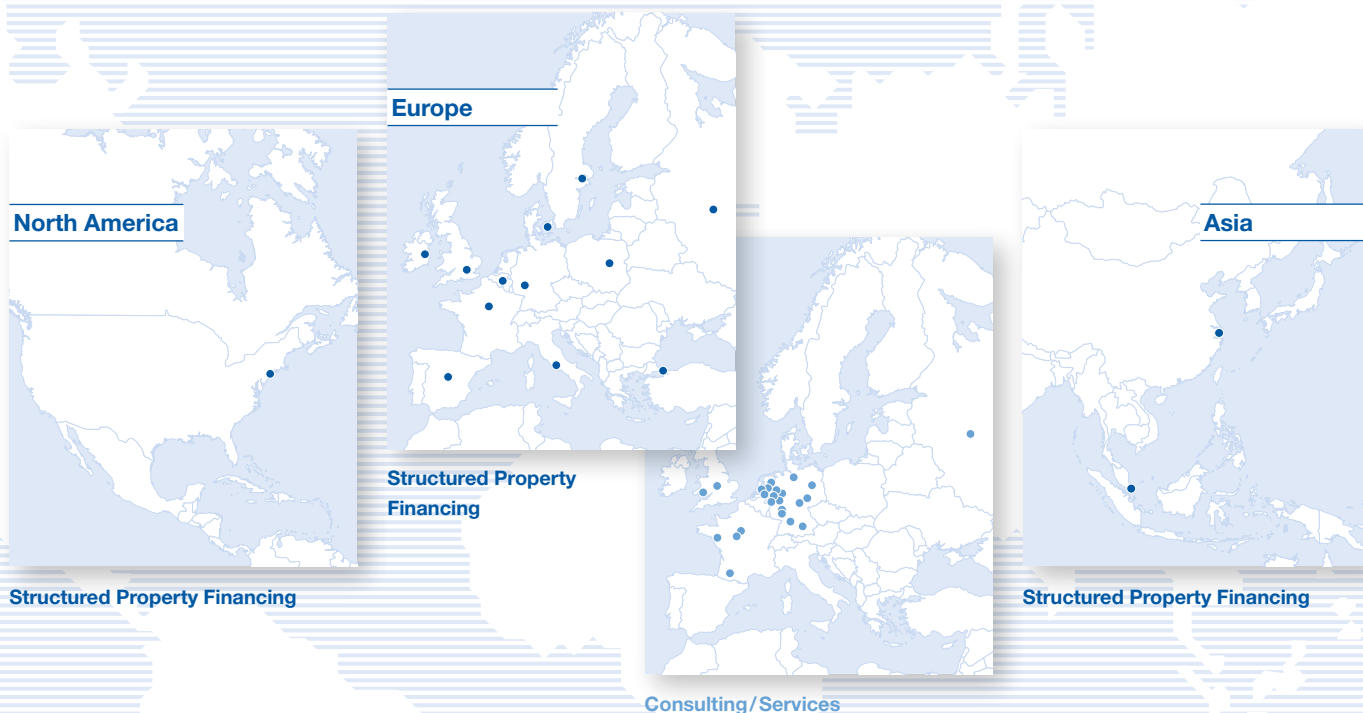 Europe
North America
Asia
Structured Property
Financing
Structured Property Financing
Structured Property Financing
Consulting/Services